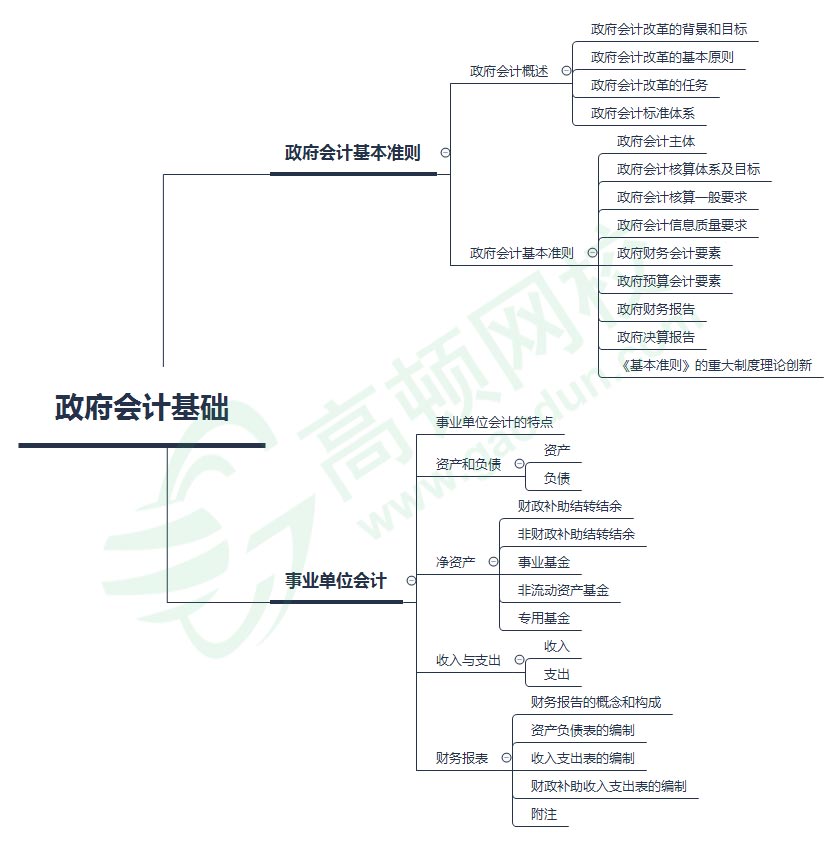 政府会计基础
政府会计基本准则
政府会计概述
政府会计改革的背景和目标
政府会计改革的基本原则
政府会计改革的任务
政府会计标准体系
政府会计基本准则
政府会计主体
政府会计核算体系及目标
政府会计核算一般要求
政府会计信息质量要求
政府财务会计要素
政府预算会计要素
政府财务报告
政府决算报告
《基本准则》的重大制度理论创新
事业单位会计
事业单位会计的特点
资产和负债
资产
负债
净资产
财政补助结转结余
非财政补助结转结余
事业基金
非流动资产基金
专用基金
收入与支出
收入
支出
财务报表
财务报告的概念和构成
资产负债表的编制
收入支出表的编制
财政补助收入支出表的编制
附注
高顿网校
www.gaodun.com